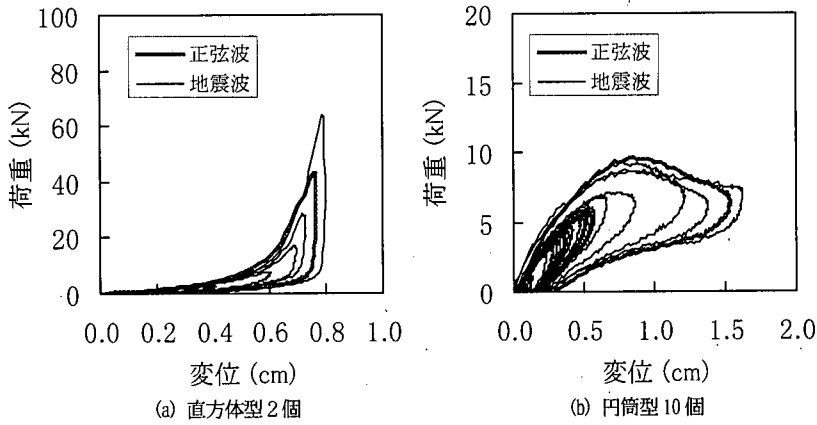 100
80
60
40
20
0
荷重 (kN)
正弦波
地震波
0.0 0.2 0.4 0.6 0.8 1.0
変位 (cm)
(a) 直方体型2個
20
15
10
5
0
荷重 (kN)
正弦波
地震波
0.0 0.5 1.0 1.5 2.0
変位 (cm)
(b) 円筒型10個